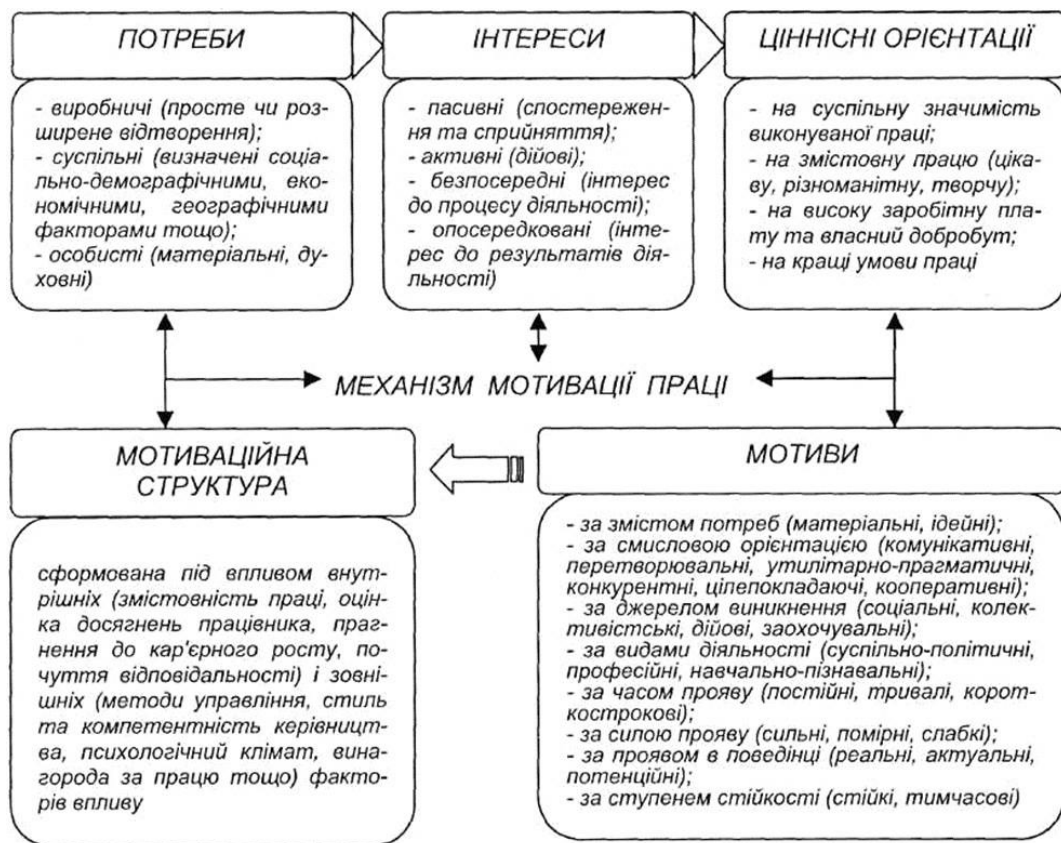 ПОТРЕБИ
ІНТЕРЕСИ
ЦІННІСНІ ОРІЄНТАЦІЇ
- виробничі (просте чи роз-
ширене відтворення);
- суспільні (визначені соціа-
льно-демографічними, еко-
номічними, географічними
факторами тощо);
- особисті (матеріальні, ду-
ховні)
- пасивні (спостережен-
ня та сприйняття);
- активні (дійові);
- безпосередні (інтерес
до процесу діяльності);
- опосередковані (інте-
рес до результатів дія-
льності)
- на суспільну значимість
виконуваної праці;
- на змістовну працю (ціка-
ву, різноманітну, творчу);
- на високу заробітну пла-
ту та власний добробут;
- на кращі умови праці
МЕХАНІЗМ МОТИВАЦІЇ ПРАЦІ
МОТИВАЦІЙНА
СТРУКТУРА
сформована під впливом внут-
рішніх (змістовність праці, оцін-
ка досягнень працівника, праг-
нення до кар'єрного росту, по-
чуття відповідальності) і зовні-
шніх (методи управління, стиль
та компетентність керівницт-
ва, психологічний клімат, вина-
города за працю тощо) факто-
рів впливу
МОТИВИ
- за змістом потреб (матеріальні, ідейні);
- за смисловою орієнтацією (комунікативні,
перетворювальні, утилітарно-прагматичні,
конкурентні, цілепокладаючі, кооперативні);
- за джерелом виникнення (соціальні, колек-
тивістські, дійові, заохочувальні);
- за видами діяльності (суспільно-політичні,
професійні, навчально-пізнавальні);
- за часом прояву (постійні, тривалі, корот-
кострокові);
- за силою прояву (сильні, помірні, слабкі);
- за проявом в поведінці (реальні, актуальні,
потенційні);
- за ступенем стійкості (стійкі, тимчасові)